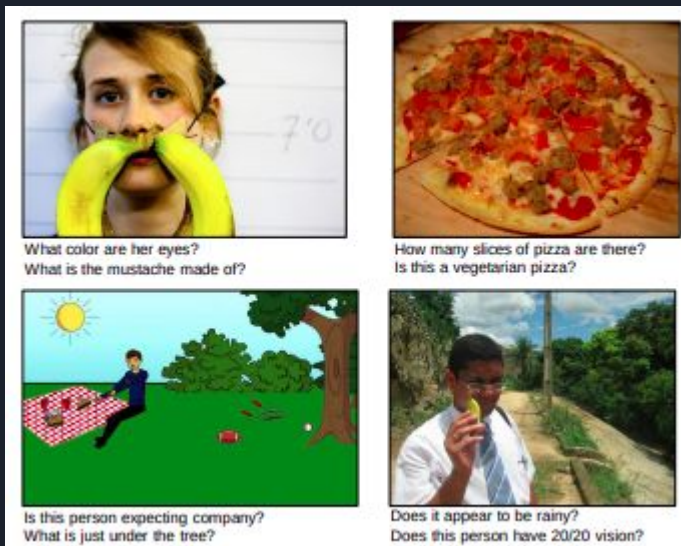 7'0
What color are her eyes?
What is the mustache made of?
How many slices of pizza are there?
Is this a vegetarian pizza?
Is this person expecting company?
What is just under the tree?
Does it appear to be rainy?
Does this person have 20/20 vision?